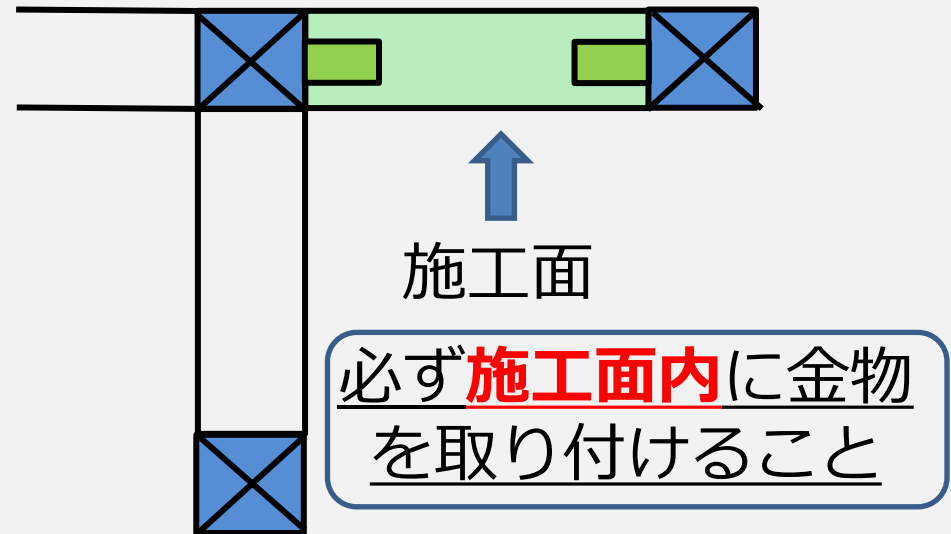 施工面
必ず施工面内に金物
を取り付けること